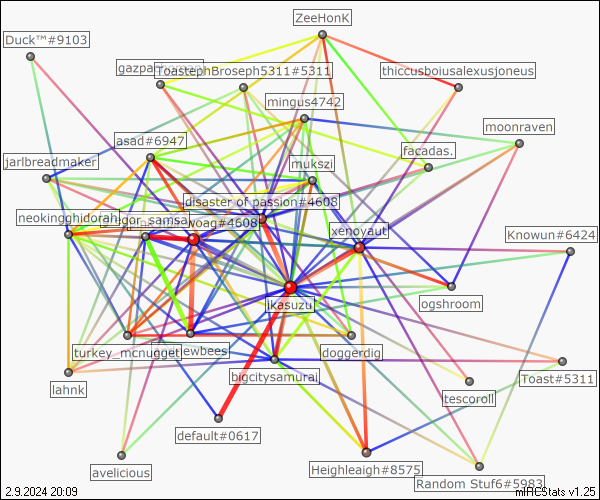 ZeeHonK
Duck™#9103
ToastephBroseph5311#5311
thiccusboiusalexusjoneus
mingus4742
moonraven
asad#6947
facadas.
jarlbreadmaker
mukszi
disaster of passion#4608
neokingghidorah
samsa
woag#4608
xenoyaut
Knowun#6424
ikasuzu
ogshroom
turkey_mcnugget
ewbees
doggerdig
bigcitysamurai
Toast#5311
lahnk
tescoroll
default#0617
avelicious
Heighleaigh#8575
Random Stuf6#5983
2.9.2024 20:09
mIRCStats v1.25